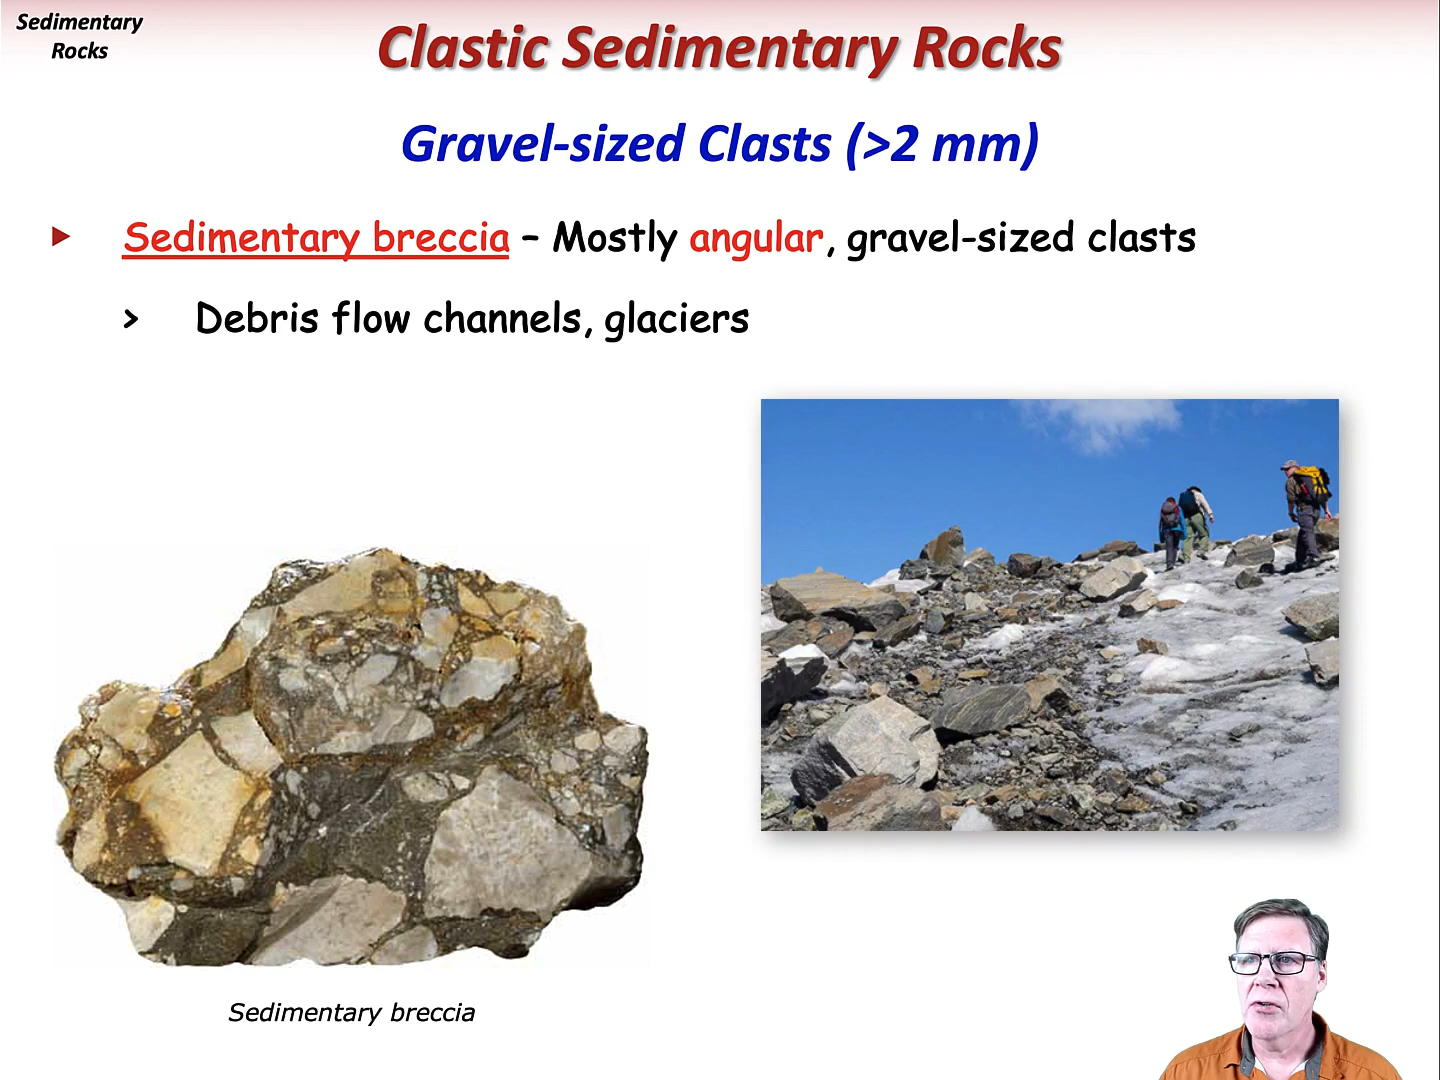 Sedimentary
Rocks
Clastic Sedimentary Rocks
Gravel-sized Clasts (>2 mm)
▶ Sedimentary breccia – Mostly angular, gravel-sized clasts
> Debris flow channels, glaciers
Sedimentary breccia